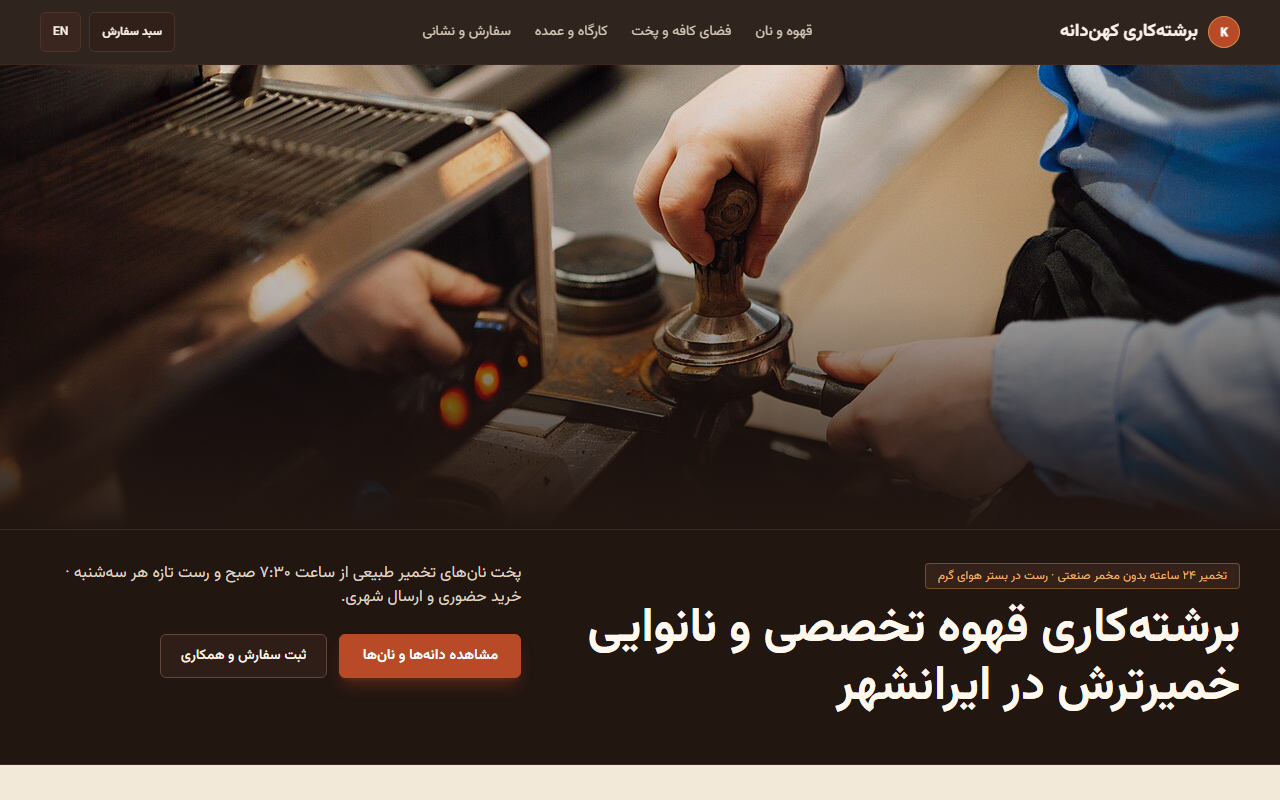 K
برشته‌کاری کهن‌دانه
قهوه و نان
فضای کافه و پخت
کارگاه و عمده
سفارش و نشانی
سبد سفارش
EN
تخمیر ۲۴ ساعته بدون مخمر صنعتی · رست در بستر هوای گرم
برشته‌کاری قهوه تخصصی و نانوایی
خمیرترش در ایرانشهر
پخت نان‌های تخمیر طبیعی از ساعت ۷:۳۰ صبح و رست تازه هر سه‌شنبه ·
خرید حضوری و ارسال شهری.
مشاهده دانه‌ها و نان‌ها
ثبت سفارش و همکاری